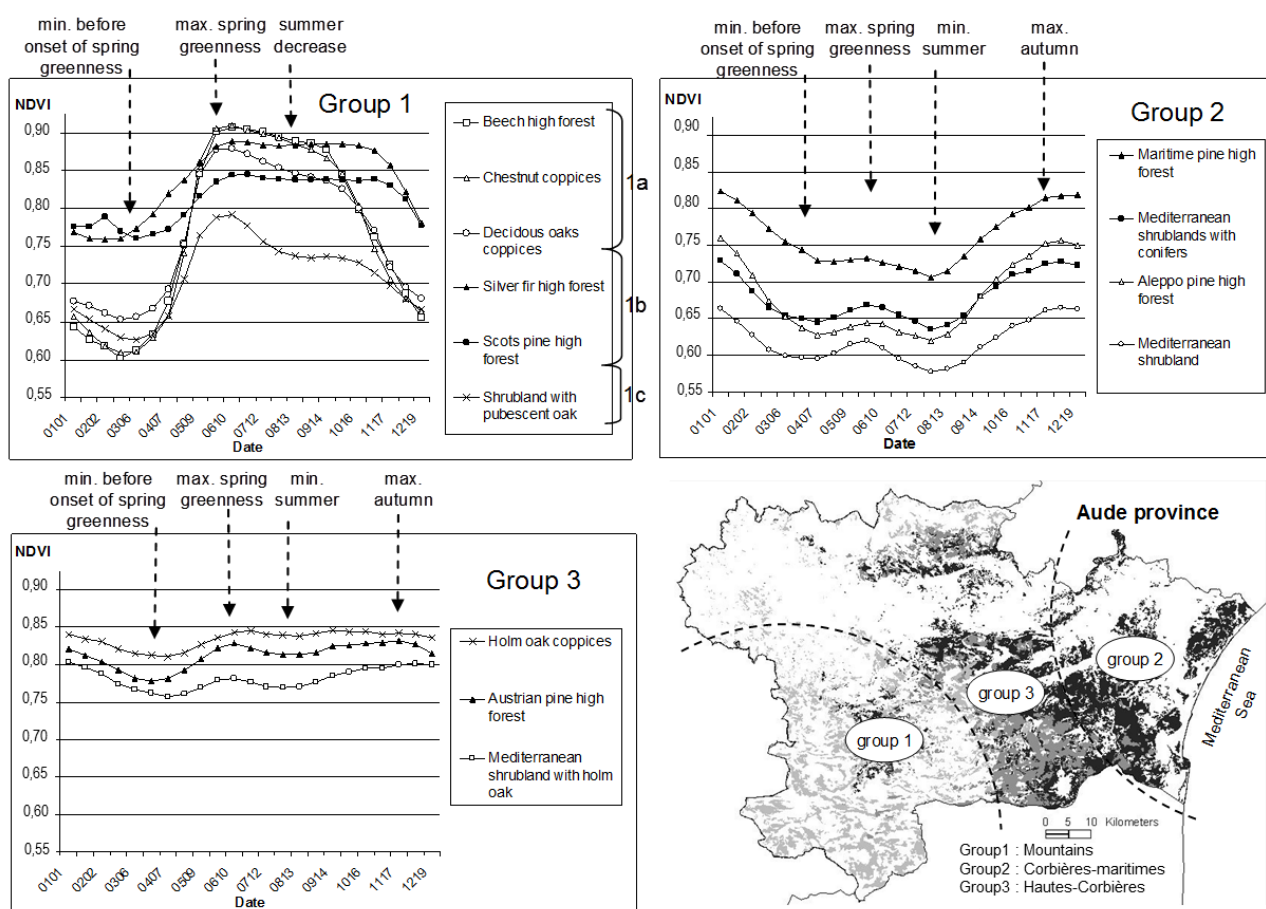 min. before
onset of spring
greenness
max. spring
greenness
summer
decrease
NDVI
Group 1
0,90
0,85
0,80
0,75
0,70
0,65
0,60
0,55
0101
0202
0306
0407
0509
0610
0712
0813
0914
1016
1117
1219
Date
Beech high forest
Chestnut coppices
Decidous oaks
coppices
Silver fir high forest
Scots pine high
forest
Shrubland with
pubescent oak
1a
1b
1c
min. before
onset of spring
greenness
max. spring
greenness
min.
summer
max.
autumn
NDVI
Group 2
0,90
0,85
0,80
0,75
0,70
0,65
0,60
0,55
0101
0202
0306
0407
0509
0610
0712
0813
0914
1016
1117
1219
Date
Maritime pine high
forest
Mediterranean
shrublands with
conifers
Aleppo pine high
forest
Mediterranean
shrubland
min. before
onset of spring
greenness
max. spring
greenness
min.
summer
max.
autumn
NDVI
Group 3
0,90
0,85
0,80
0,75
0,70
0,65
0,60
0,55
0101
0202
0306
0407
0509
0610
0712
0813
0914
1016
1117
1219
Date
Holm oak coppices
Austrian pine high
forest
Mediterranean
shrubland with holm
oak
Aude province
group 2
group 3
group 1
Mediterranean
Sea
0 5 10 Kilometers
Group1 : Mountains
Group2 : Corbières-maritimes
Group3 : Hautes-Corbières